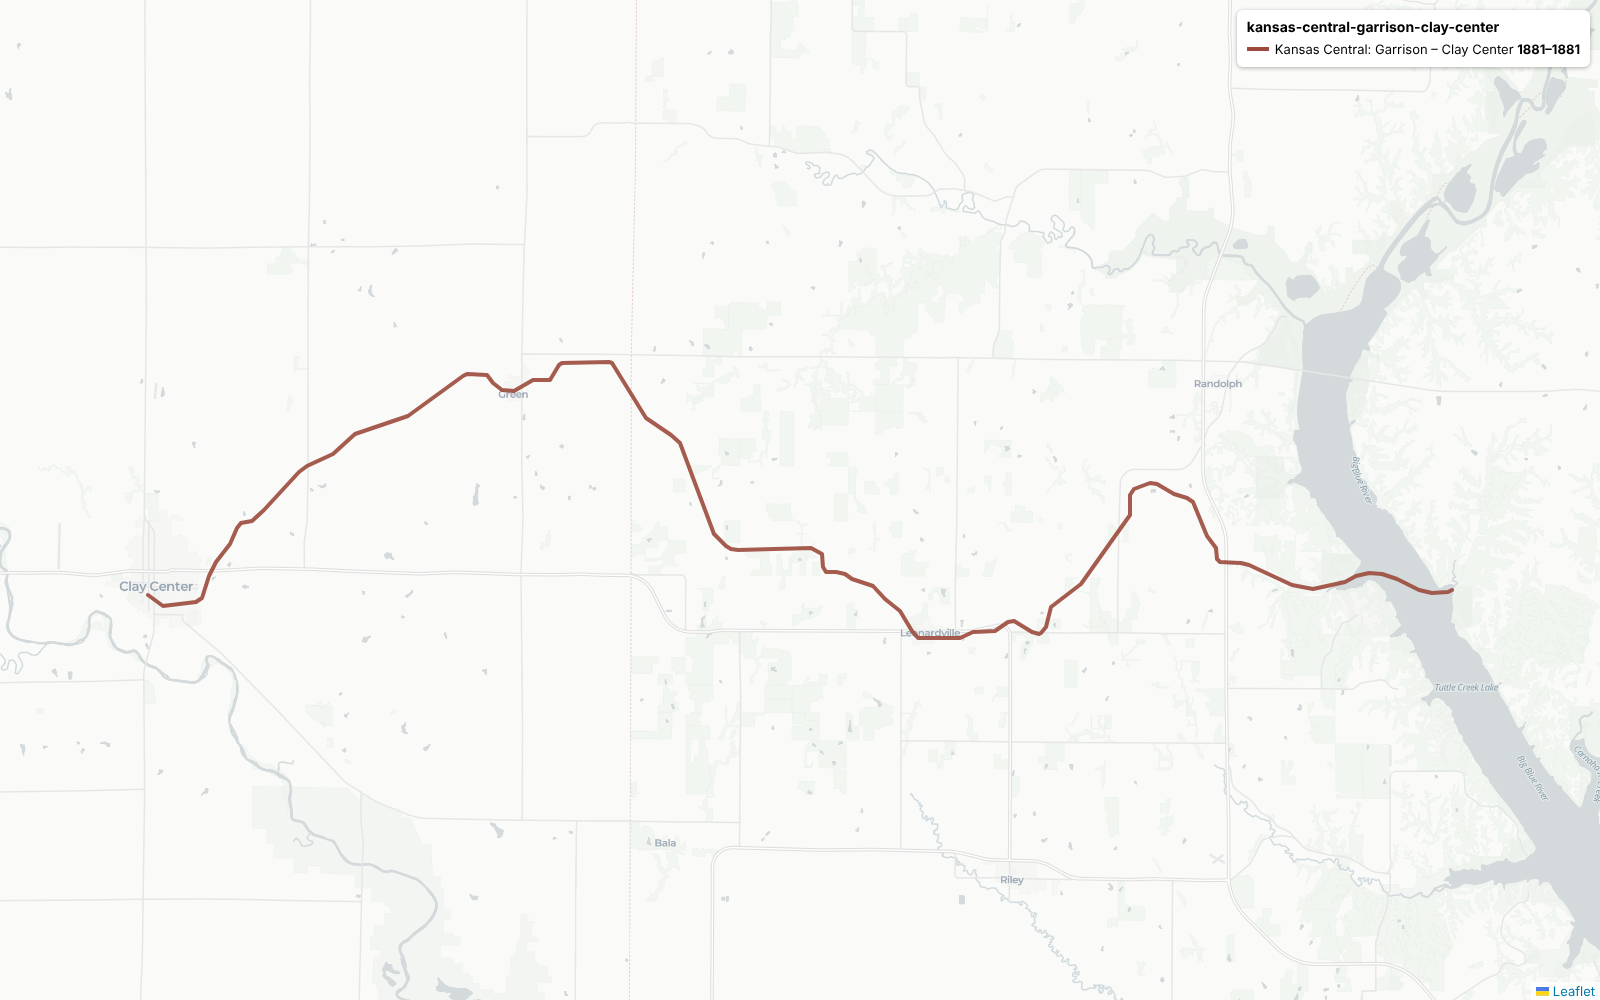 kansas-central-garrison-clay-center
Kansas Central: Garrison – Clay Center 1881–1881
Randolph
Green
Big Blue River
Clay Center
Leonardville
Tuttle Creek Lake
Big Blue River
Bala
Riley
Leaflet